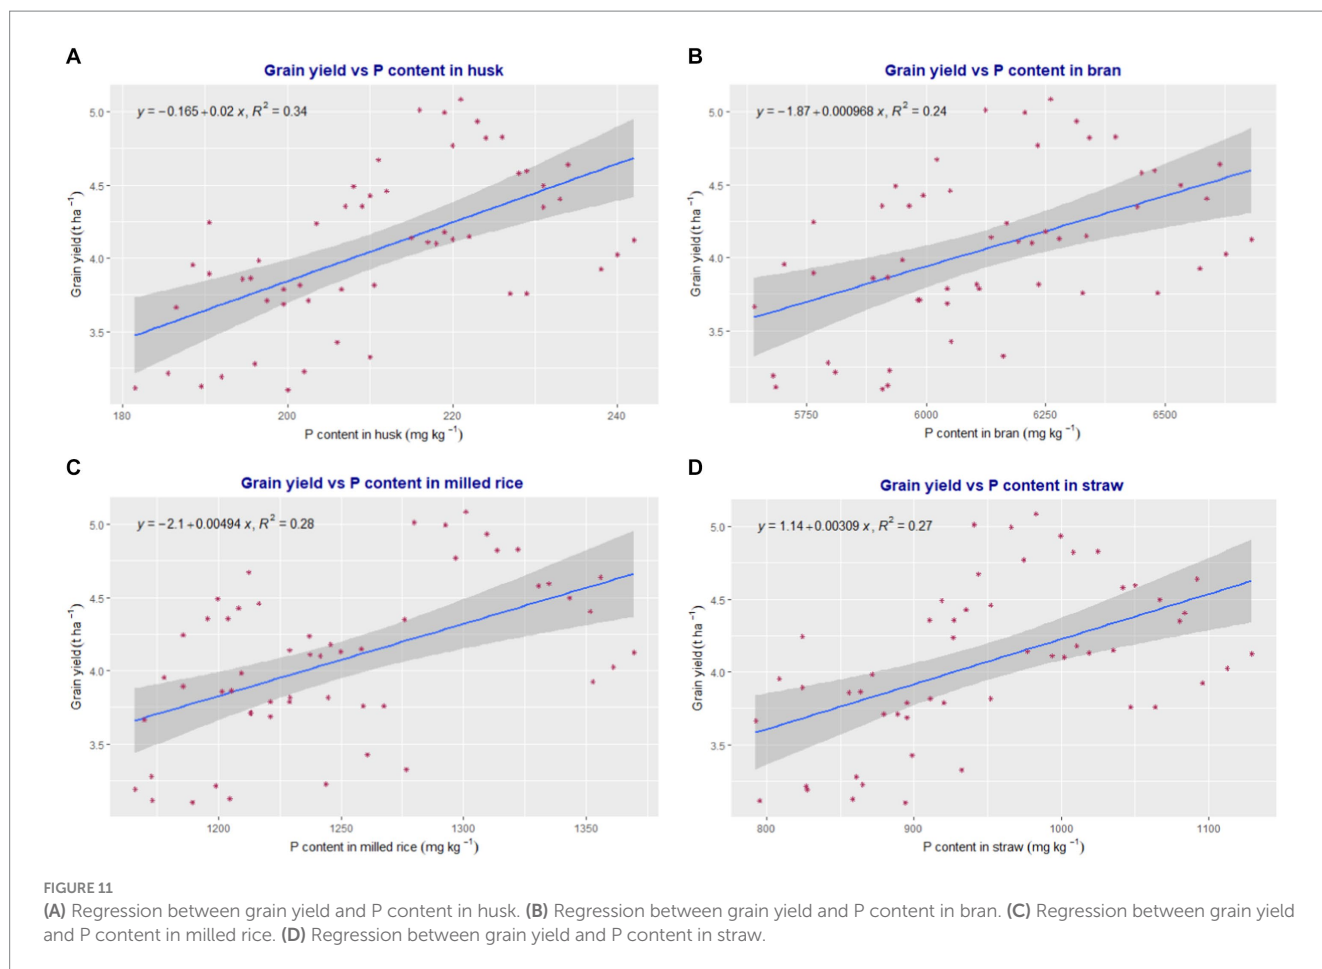 A
Grain yield vs P content in husk
y = −0.165+0.02 x, R² = 0.34
5.0
4.5
4.0
3.5
Grain yield (t ha⁻¹)
180 200 220 240
P content in husk (mg kg⁻¹)
B
Grain yield vs P content in bran
y = −1.87+0.000968 x, R² = 0.24
5.0
4.5
4.0
3.5
Grain yield (t ha⁻¹)
5750 6000 6250 6500
P content in bran (mg kg⁻¹)
C
Grain yield vs P content in milled rice
y = −2.1+0.00494 x, R² = 0.28
5.0
4.5
4.0
3.5
Grain yield (t ha⁻¹)
1200 1250 1300 1350
P content in milled rice (mg kg⁻¹)
D
Grain yield vs P content in straw
y = 1.14+0.00309 x, R² = 0.27
5.0
4.5
4.0
3.5
Grain yield (t ha⁻¹)
800 900 1000 1100
P content in straw (mg kg⁻¹)
FIGURE 11
(A) Regression between grain yield and P content in husk. (B) Regression between grain yield and P content in bran. (C) Regression between grain yield
and P content in milled rice. (D) Regression between grain yield and P content in straw.